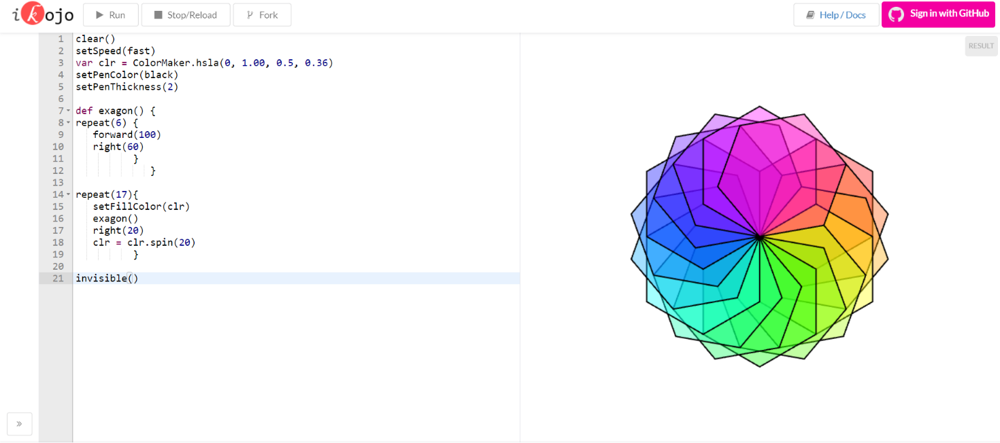 ikojo Run Stop/Reload Fork Help / Docs Sign in with GitHub
RESULT
1 clear()
2 setSpeed(fast)
3 var clr = ColorMaker.hsla(0, 1.00, 0.5, 0.36)
4 setPenColor(black)
5 setPenThickness(2)
6
7 def exagon() {
8 repeat(6) {
9 forward(100)
10 right(60)
11 }
12 }
13
14 repeat(17){
15 setFillColor(clr)
16 exagon()
17 right(20)
18 clr = clr.spin(20)
19 }
20
21 invisible()
»